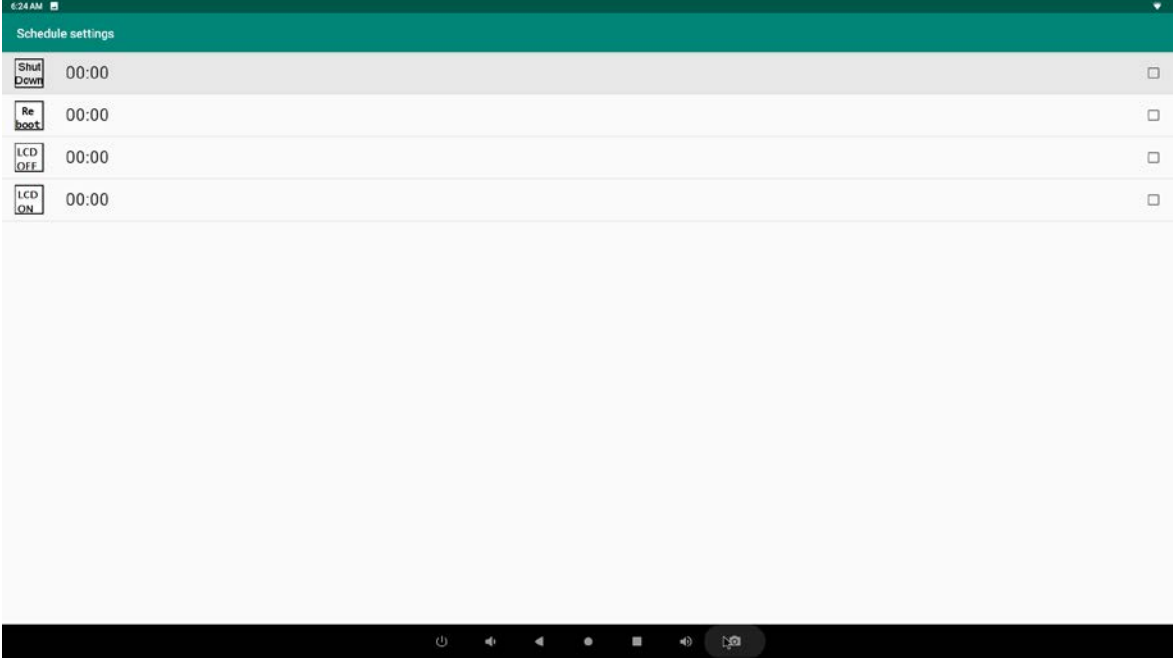 6:24 AM
Schedule settings
Shut
Down
00:00
Re
boot
00:00
LCD
OFF
00:00
LCD
ON
00:00